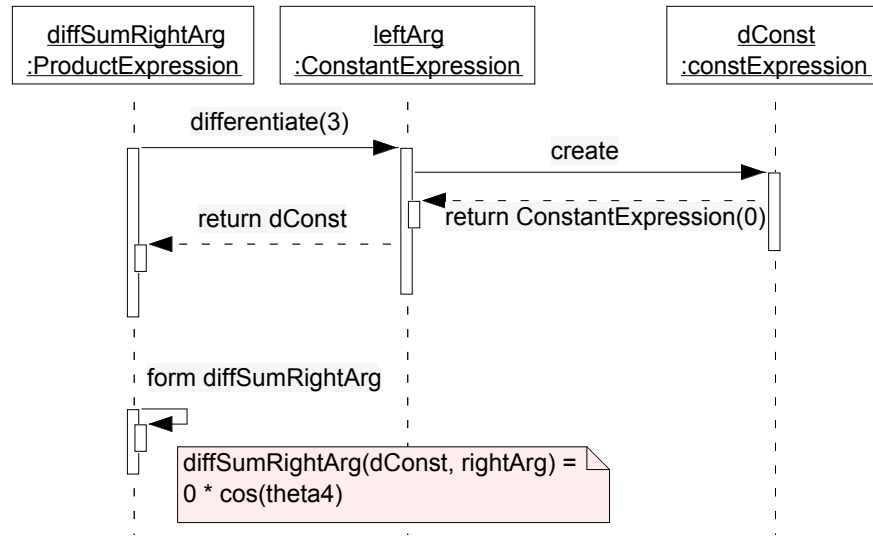 diffSumRightArg
:ProductExpression
leftArg
:ConstantExpression
dConst
:constExpression
differentiate(3)
create
return ConstantExpression(0)
return dConst
form diffSumRightArg
diffSumRightArg(dConst, rightArg) =
0 * cos(theta4)